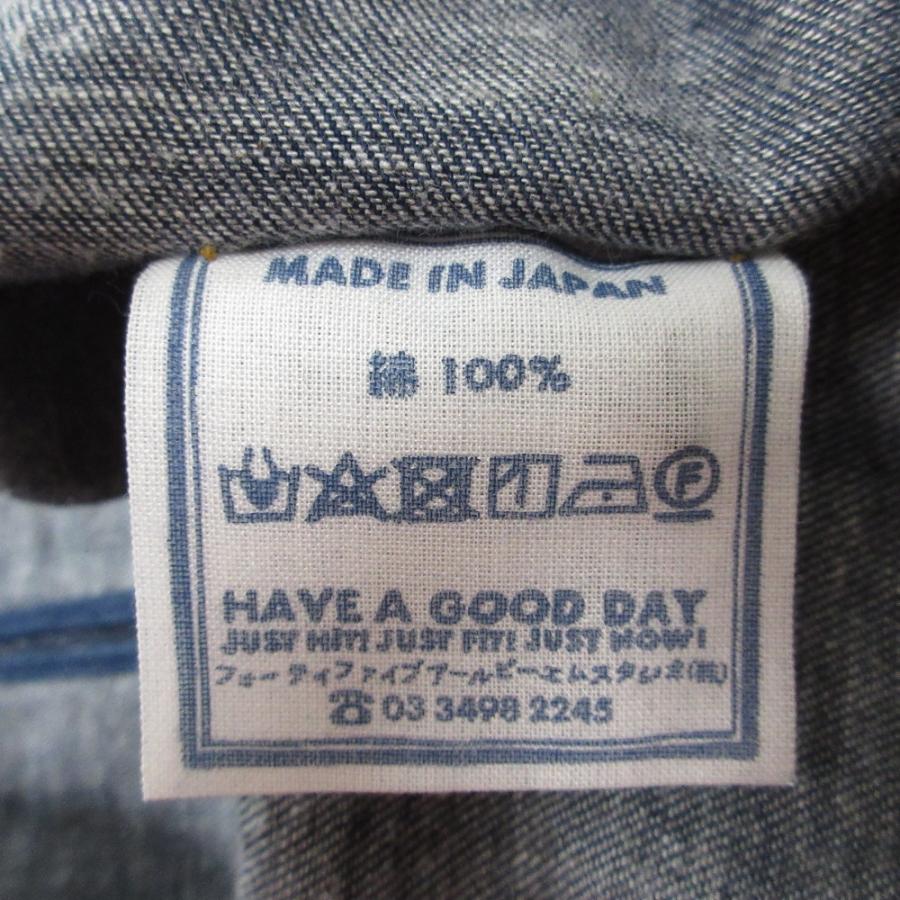 MADE IN JAPAN
綿 100%
F
HAVE A GOOD DAY
JUST HIT! JUST FIT! JUST NOW!
フォーティファイブアールピーエムスタジオ(株)
☎ 03 3498 2245